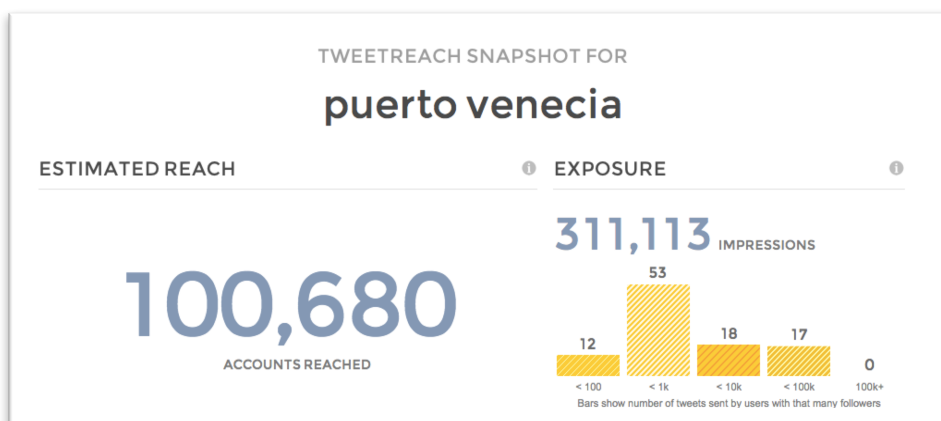 TWEETREACH SNAPSHOT FOR
puerto venecia
ESTIMATED REACH
100,680
ACCOUNTS REACHED
EXPOSURE
311,113 IMPRESSIONS
12 53 18 17 0
< 100 < 1k < 10k < 100k 100k+
Bars show number of tweets sent by users with that many followers